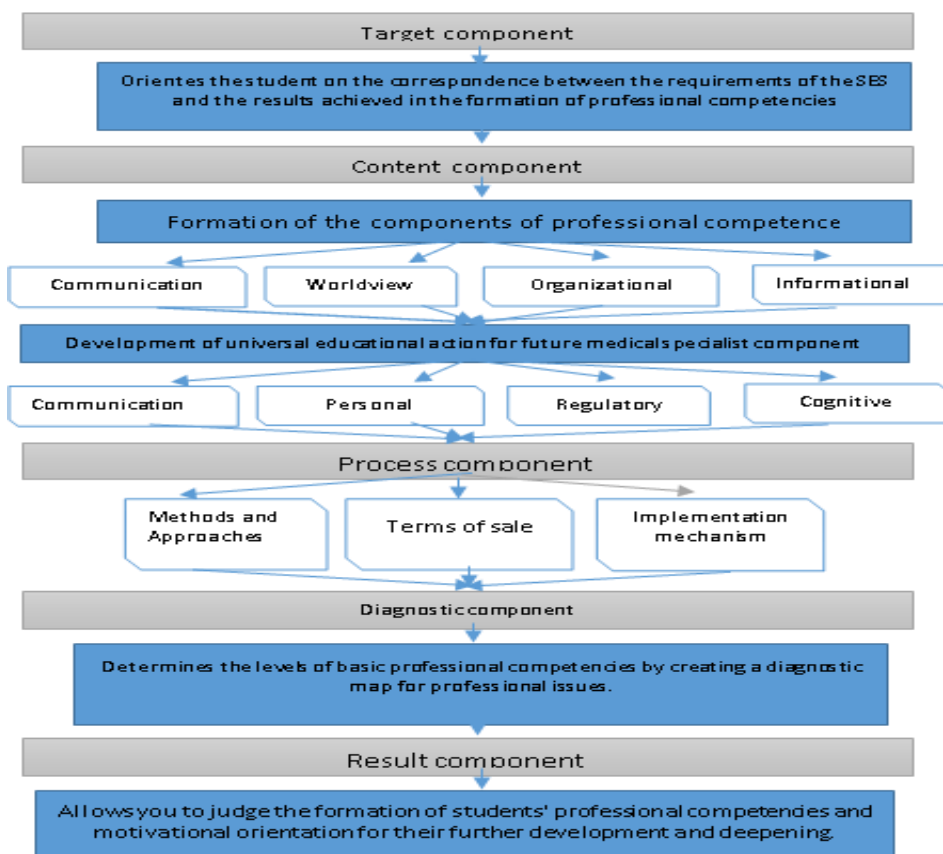 Target component
Orientes the student on the correspondence between the requirements of the SES
and the results achieved in the formation of professional competencies
Content component
Formation of the components of professional competence
Communication
Worldview
Organizational
Informational
Development of universal educational action for future medicals pecialist component
Communication
Personal
Regulatory
Cognitive
Process component
Methods and
Approaches
Terms of sale
Implementation
mechanism
Diagnostic component
Determines the levels of basic professional competencies by creating a diagnostic
map for professional issues.
Result component
Allows you to judge the formation of students' professional competencies and
motivational orientation for their further development and deepening.